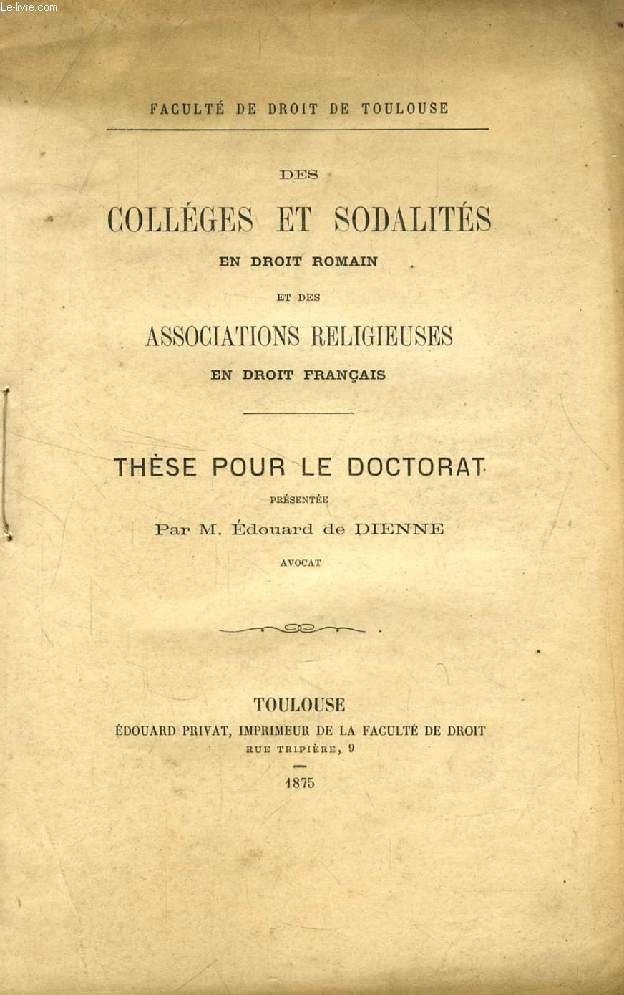 Le-livre.com
FACULTÉ DE DROIT DE TOULOUSE
DES
COLLÉGES ET SODALITÉS
EN DROIT ROMAIN
ET DES
ASSOCIATIONS RELIGIEUSES
EN DROIT FRANÇAIS
THÈSE POUR LE DOCTORAT
PRÉSENTÉE
Par M. Édouard de DIENNE
AVOCAT
TOULOUSE
ÉDOUARD PRIVAT, IMPRIMEUR DE LA FACULTÉ DE DROIT
RUE TRIPIÈRE, 9
1875